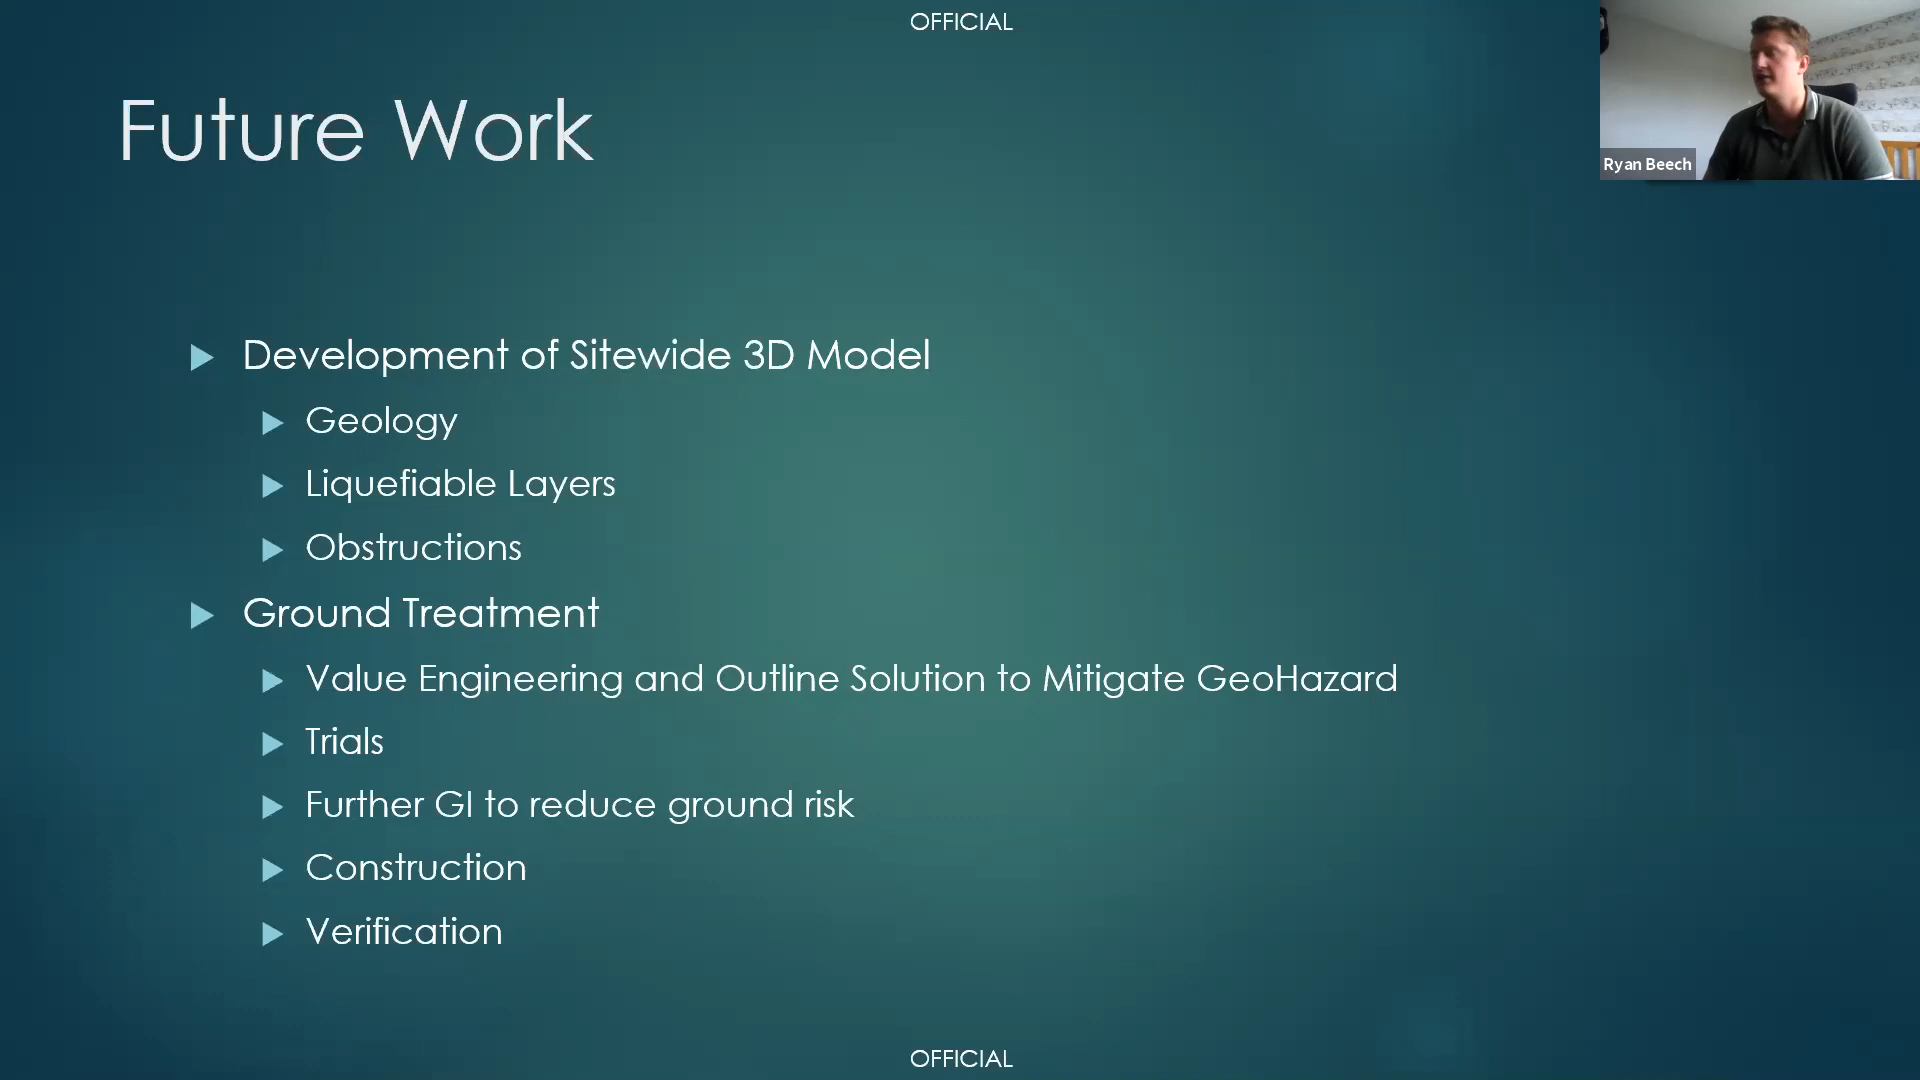 OFFICIAL
Future Work
Ryan Beech
Development of Sitewide 3D Model
Geology
Liquefiable Layers
Obstructions
Ground Treatment
Value Engineering and Outline Solution to Mitigate GeoHazard
Trials
Further GI to reduce ground risk
Construction
Verification
OFFICIAL